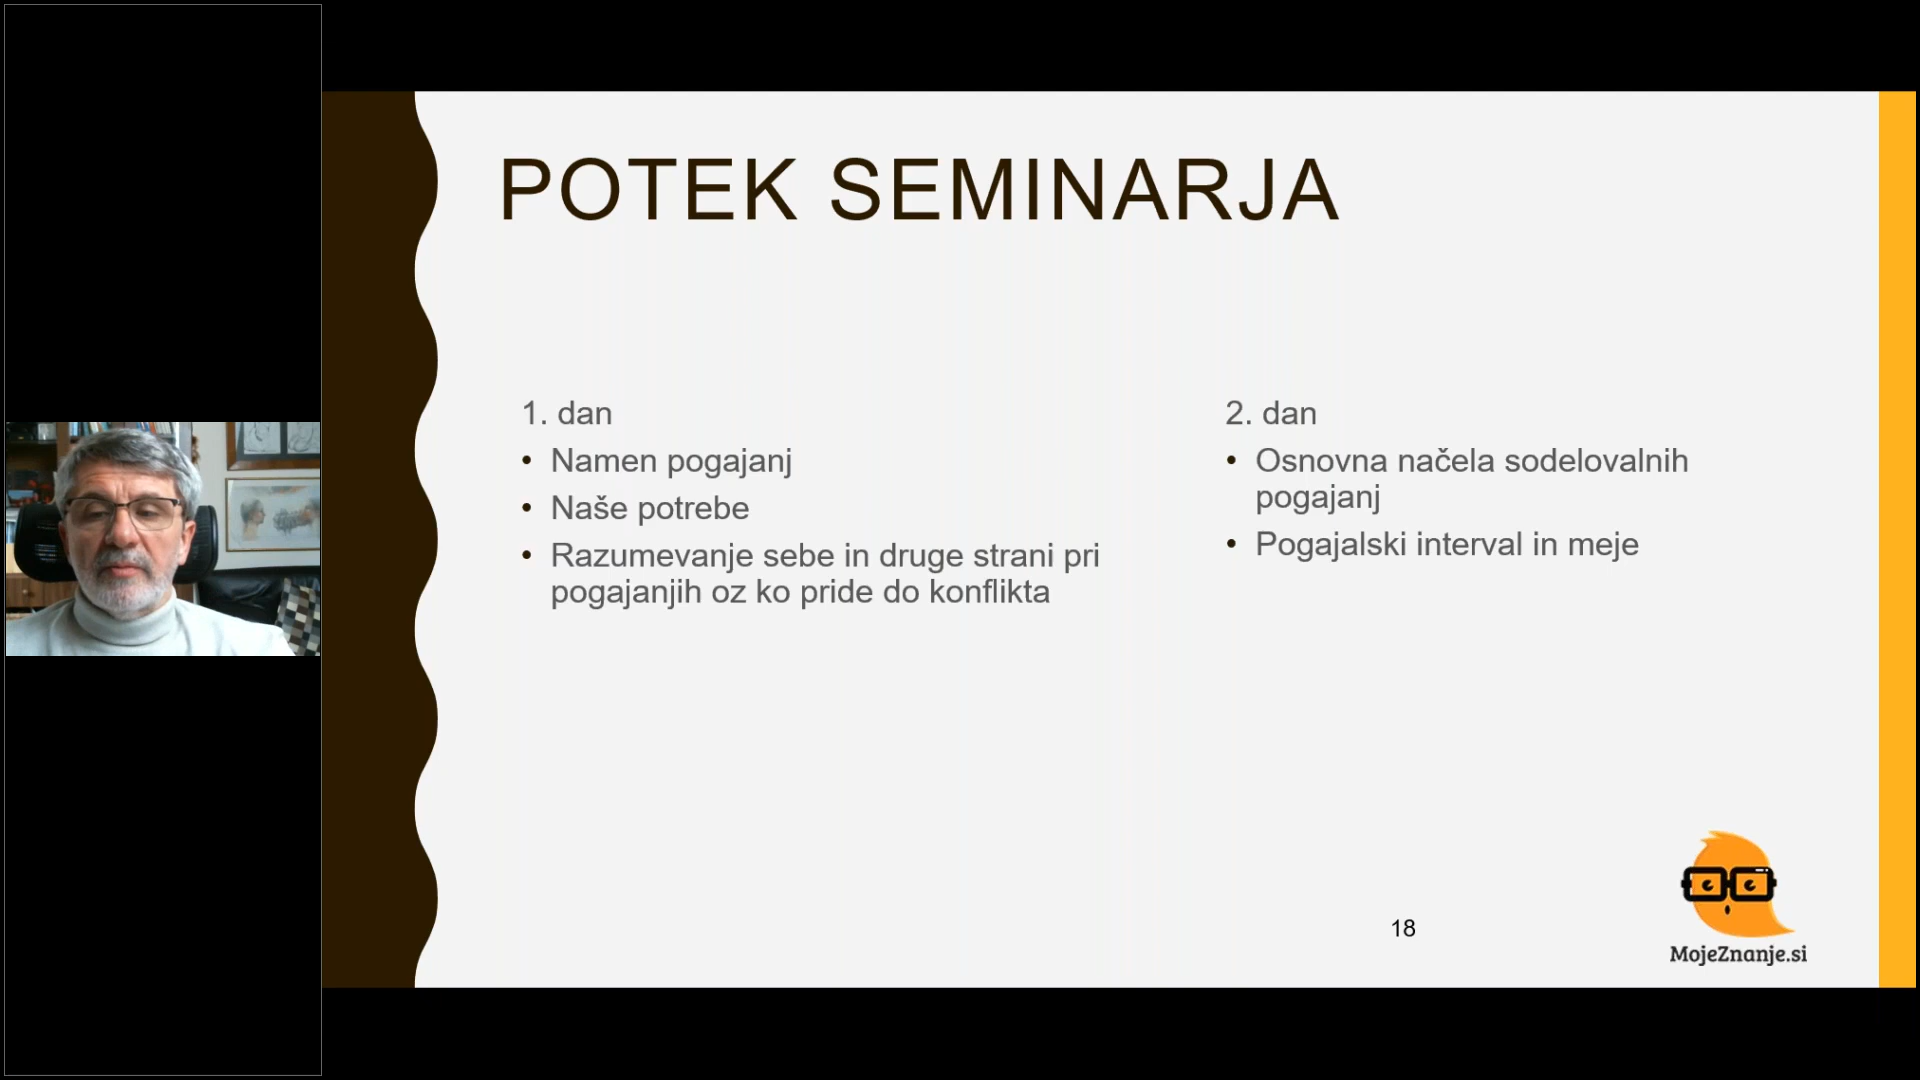 POTEK SEMINARJA
1. dan
• Namen pogajanj
• Naše potrebe
• Razumevanje sebe in druge strani pri
pogajanjih oz ko pride do konflikta
2. dan
• Osnovna načela sodelovalnih
pogajanj
• Pogajalski interval in meje
18
MojeZnanje.si